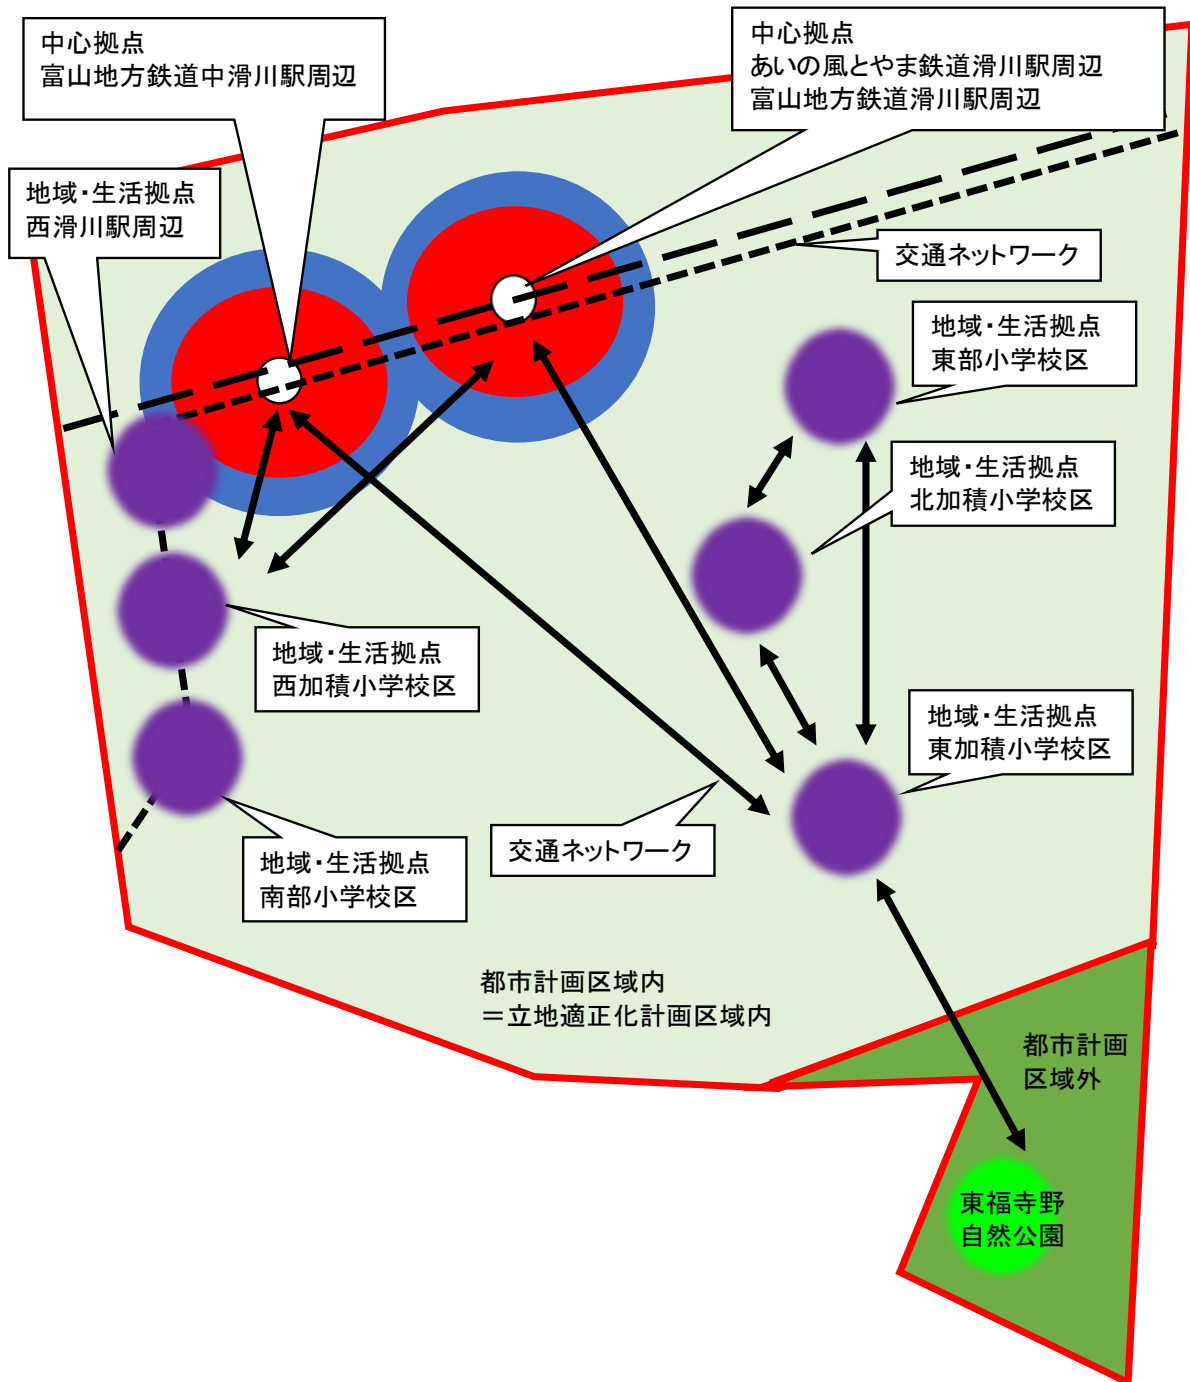 中心拠点
富山地方鉄道中滑川駅周辺
中心拠点
あいの風とやま鉄道滑川駅周辺
富山地方鉄道滑川駅周辺
地域・生活拠点
西滑川駅周辺
交通ネットワーク
地域・生活拠点
東部小学校区
地域・生活拠点
北加積小学校区
地域・生活拠点
西加積小学校区
地域・生活拠点
東加積小学校区
交通ネットワーク
地域・生活拠点
南部小学校区
都市計画区域内
＝立地適正化計画区域内
都市計画
区域外
東福寺野
自然公園